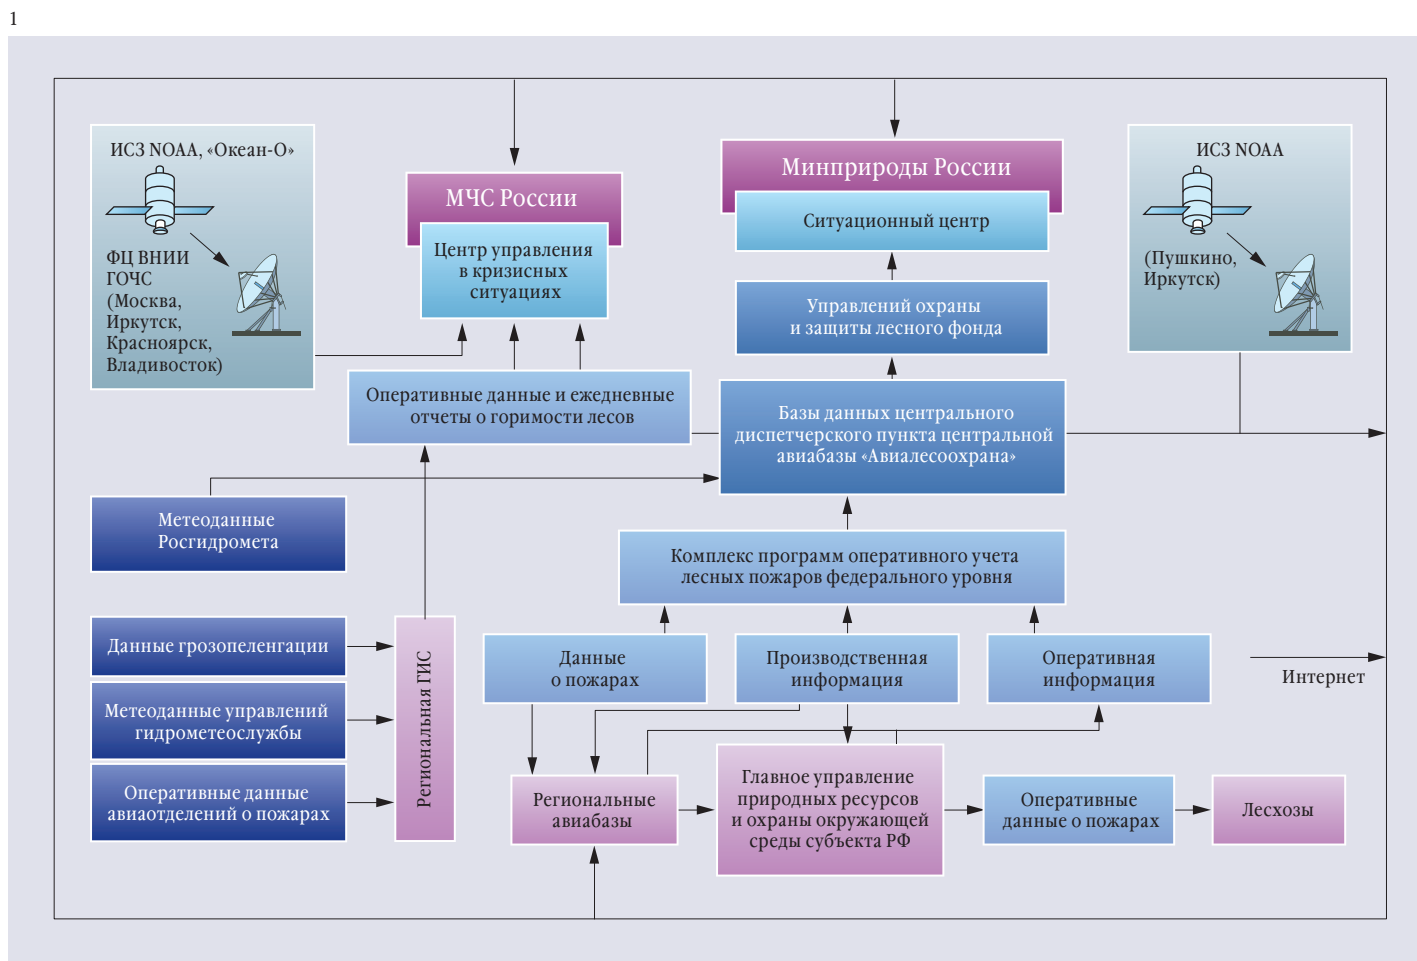 1
ИСЗ NOAA, «Океан-О»
ФЦ ВНИИ
ГОЧС
(Москва,
Иркутск,
Красноярск,
Владивосток)
МЧС России
Центр управления
в кризисных
ситуациях
Минприроды России
Ситуационный центр
Управлений охраны
и защиты лесного фонда
ИСЗ NOAA
(Пушкино,
Иркутск)
Оперативные данные и ежедневные
отчеты о горимости лесов
Базы данных центрального
диспетчерского пункта центральной
авиабазы «Авиалесоохрана»
Метеоданные
Росгидромета
Комплекс программ оперативного учета
лесных пожаров федерального уровня
Данные грозопеленгации
Метеоданные управлений
гидрометеослужбы
Оперативные данные
авиаотделений о пожарах
Региональная ГИС
Данные
о пожарах
Производственная
информация
Оперативная
информация
Интернет
Региональные
авиабазы
Главное управление
природных ресурсов
и охраны окружающей
среды субъекта РФ
Оперативные
данные о пожарах
Лесхозы